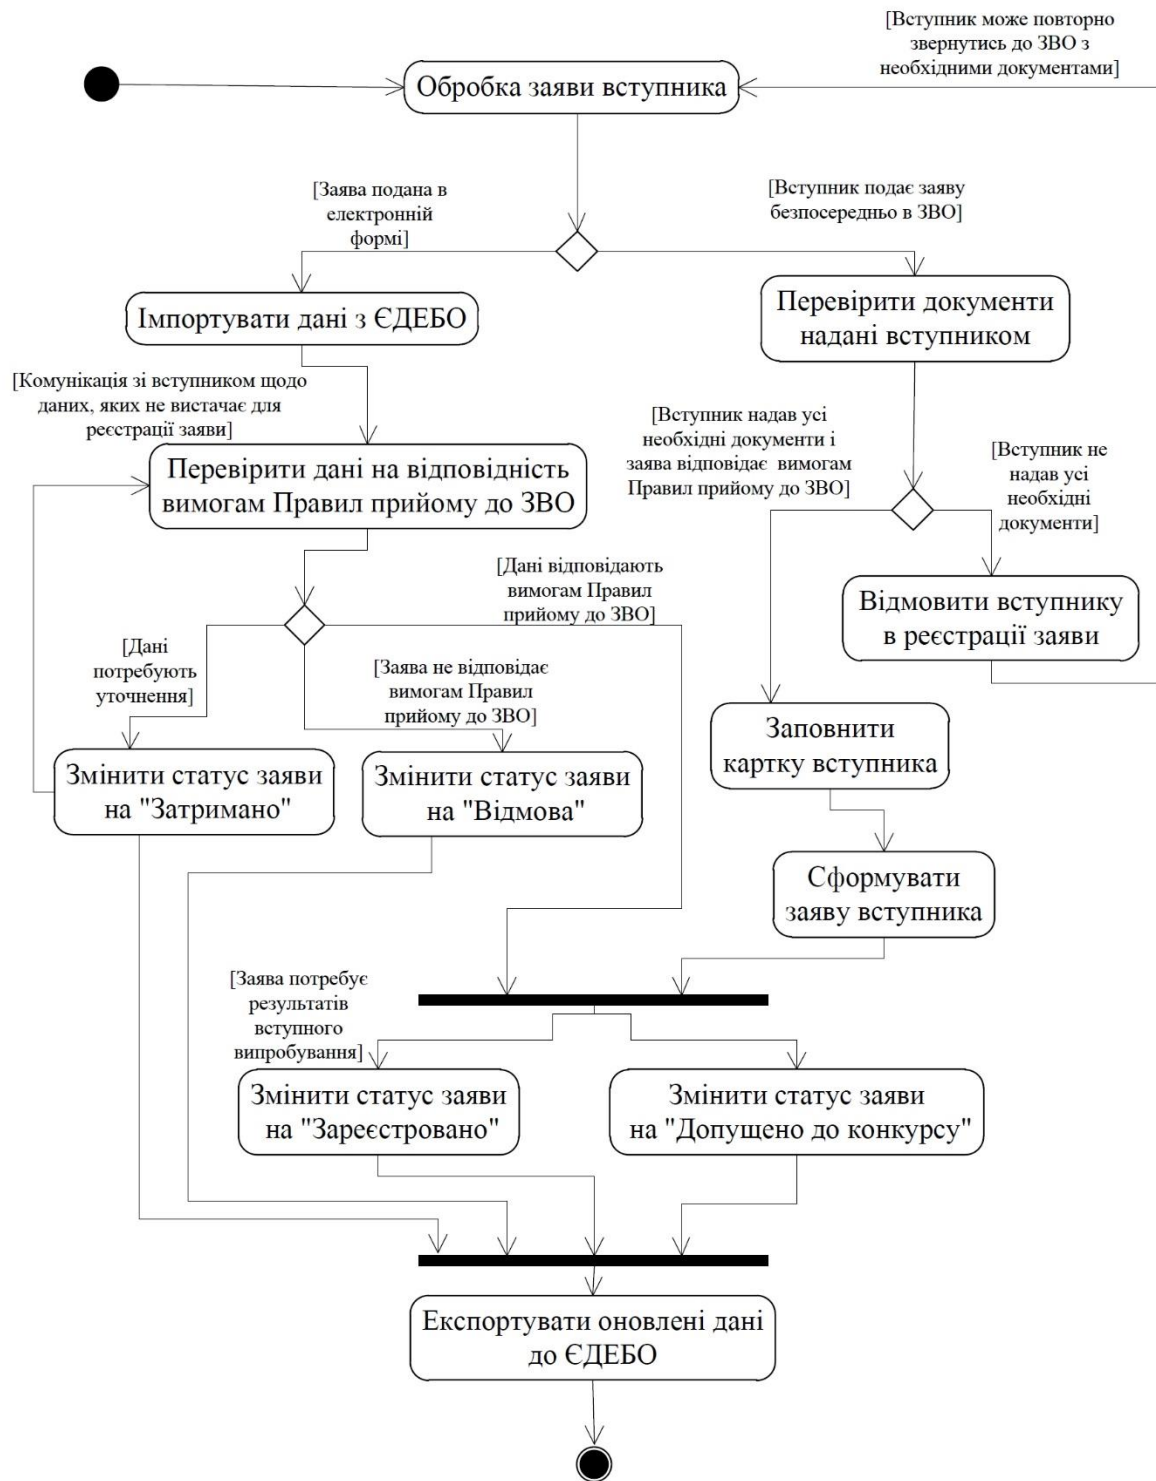 [Вступник може повторно
звернутись до ЗВО з
необхідними документами]
Обробка заяви вступника
[Заява подана в
електронній
формі]
[Вступник подає заяву
безпосередньо в ЗВО]
Імпортувати дані з ЄДЕБО
Перевірити документи
надані вступником
[Комунікація зі вступником щодо
даних, яких не вистачає для
реєстрації заяви]
[Вступник надав усі
необхідні документи і
заява відповідає вимогам
Правил прийому до ЗВО]
[Вступник не
надав усі
необхідні
документи]
Перевірити дані на відповідність
вимогам Правил прийому до ЗВО
[Дані відповідають
вимогам Правил
прийому до ЗВО]
Відмовити вступнику
в реєстрації заяви
[Дані
потребують
уточнення]
[Заява не відповідає
вимогам Правил
прийому до ЗВО]
Заповнити
картку вступника
Змінити статус заяви
на "Затримано"
Змінити статус заяви
на "Відмова"
Сформувати
заяву вступника
[Заява потребує
результатів
вступного
випробування]
Змінити статус заяви
на "Зареєстровано"
Змінити статус заяви
на "Допущено до конкурсу"
Експортувати оновлені дані
до ЄДЕБО